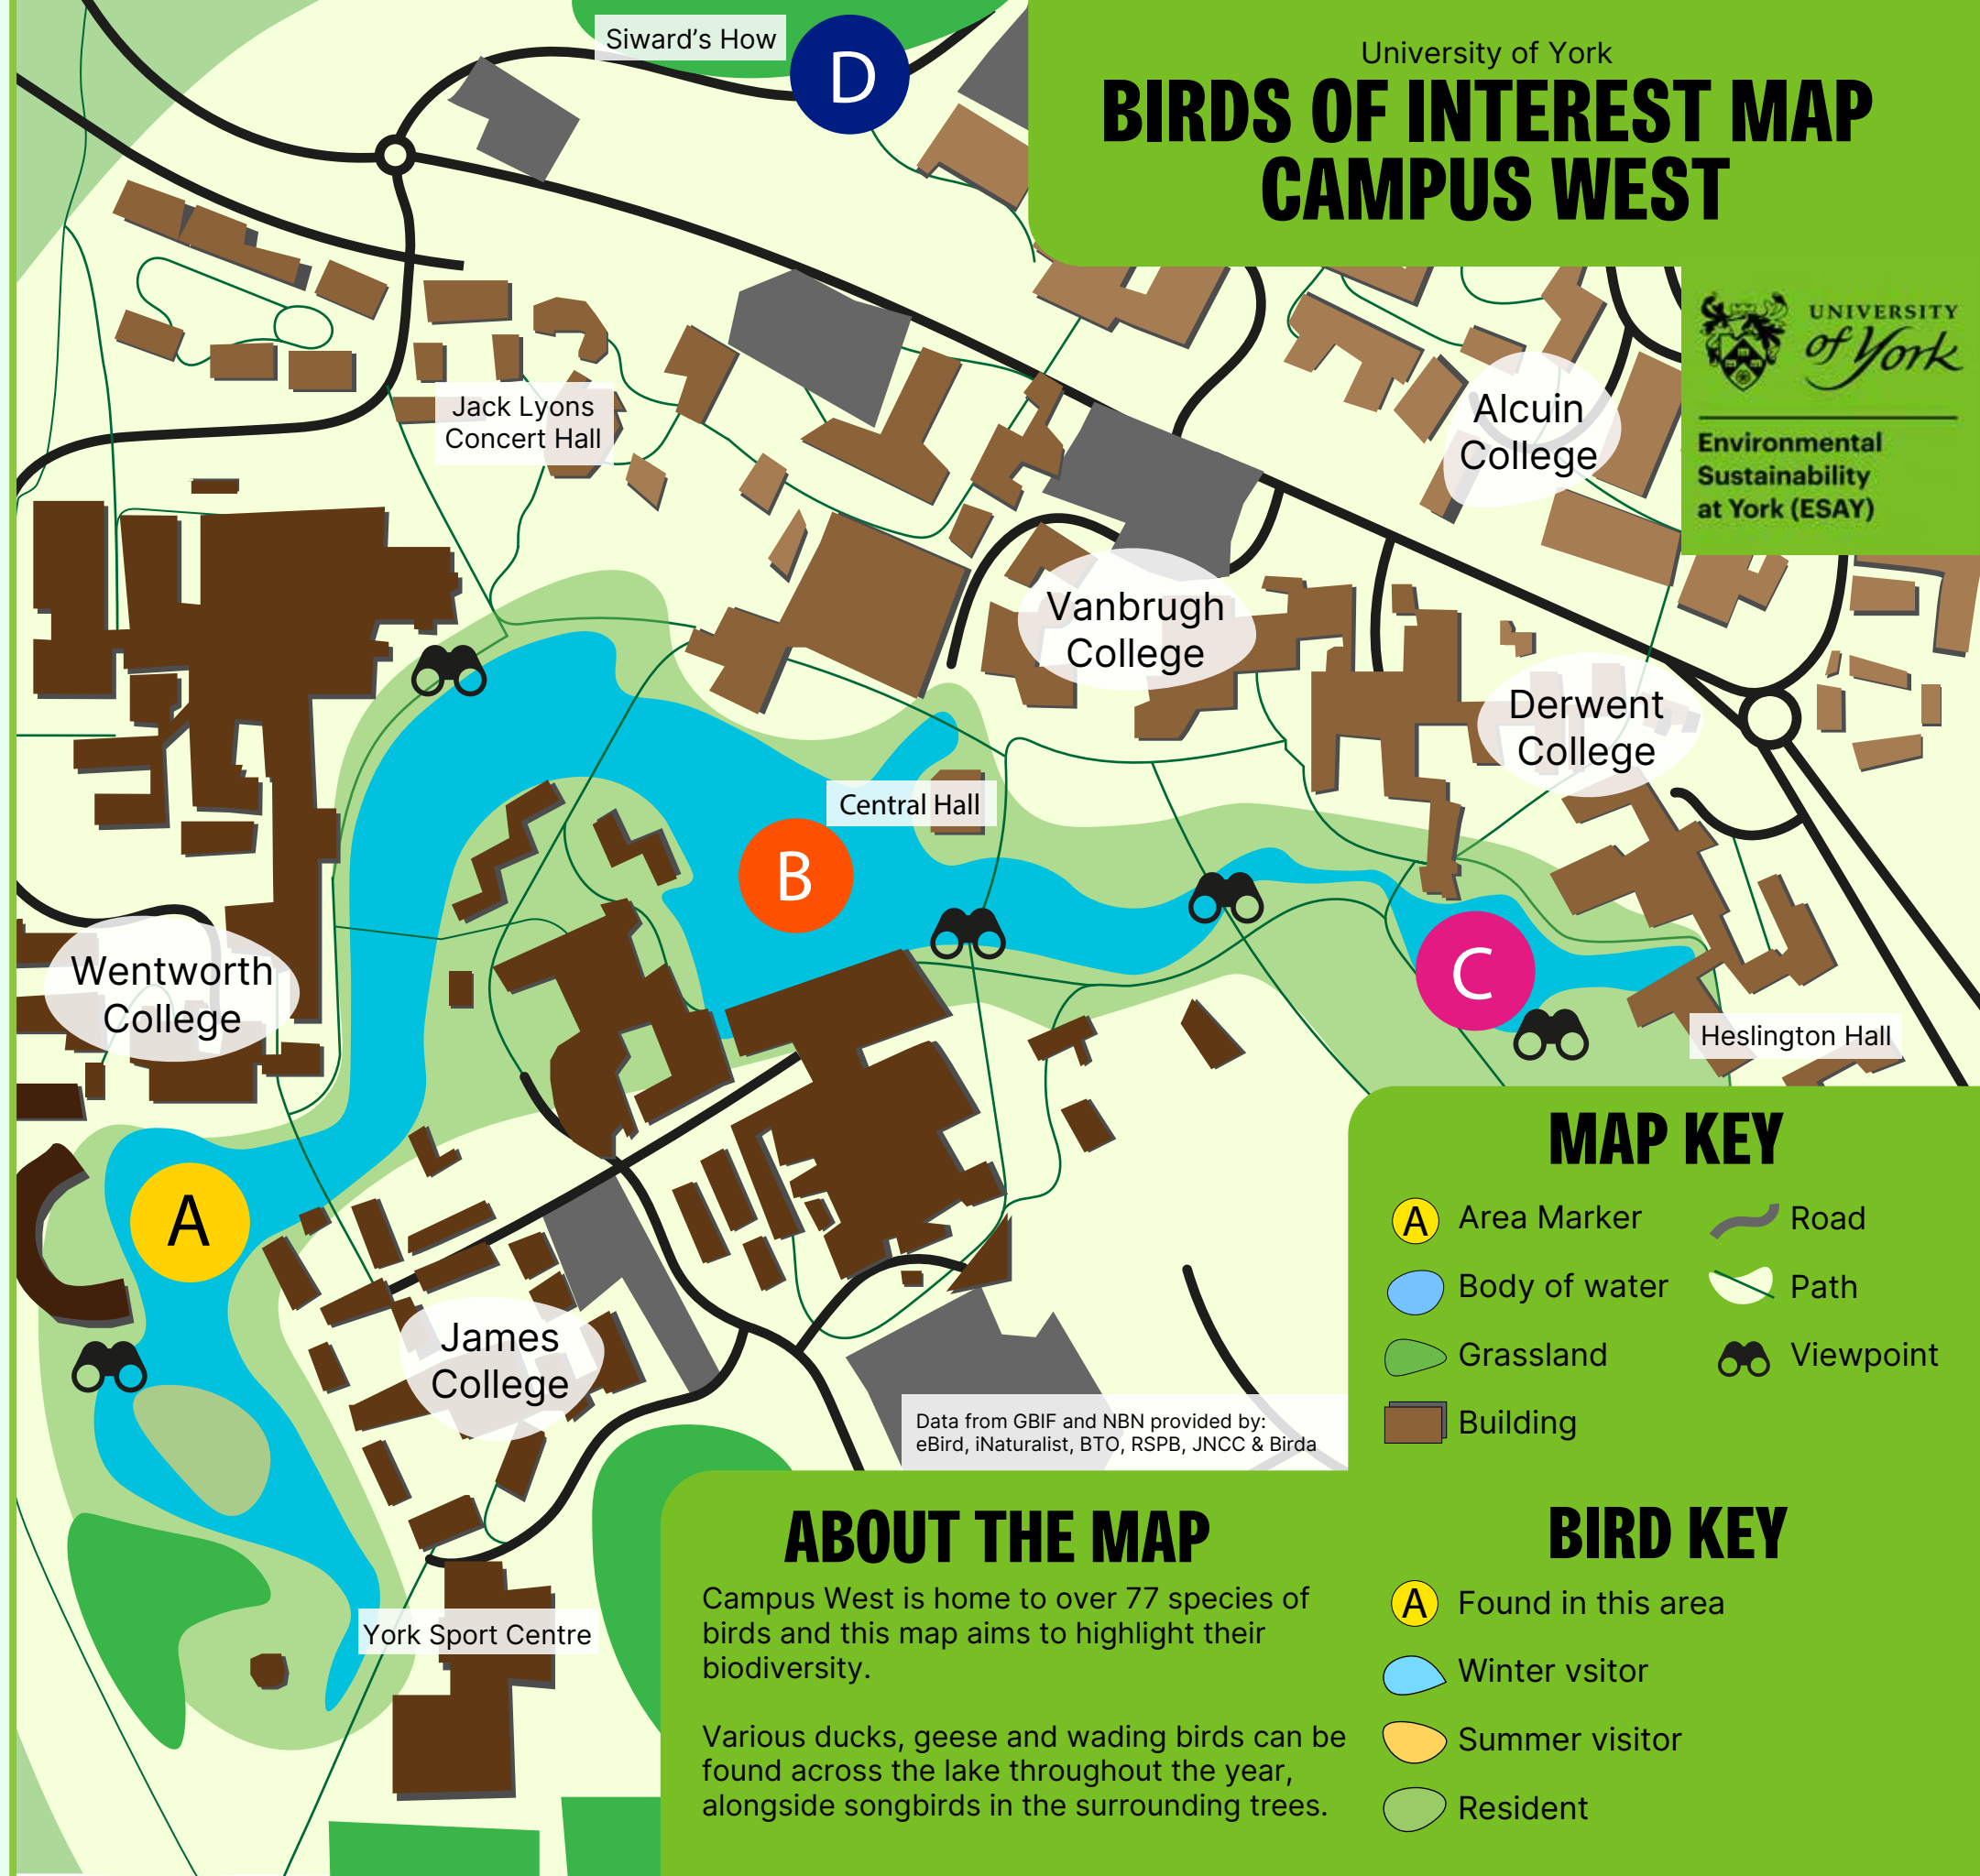 Siward's How
D
University of York
BIRDS OF INTEREST MAP
CAMPUS WEST
UNIVERSITY
of York
Environmental
Sustainability
at York (ESAY)
Jack Lyons
Concert Hall
Alcuin
College
Vanbrugh
College
Derwent
College
Central Hall
B
C
Wentworth
College
Heslington Hall
A
James
College
York Sport Centre
Data from GBIF and NBN provided by:
eBird, iNaturalist, BTO, RSPB, JNCC & Birda
MAP KEY
A Area Marker
Road
Body of water
Path
Grassland
Viewpoint
Building
ABOUT THE MAP
Campus West is home to over 77 species of
birds and this map aims to highlight their
biodiversity.
Various ducks, geese and wading birds can be
found across the lake throughout the year,
alongside songbirds in the surrounding trees.
BIRD KEY
A Found in this area
Winter vsitor
Summer visitor
Resident